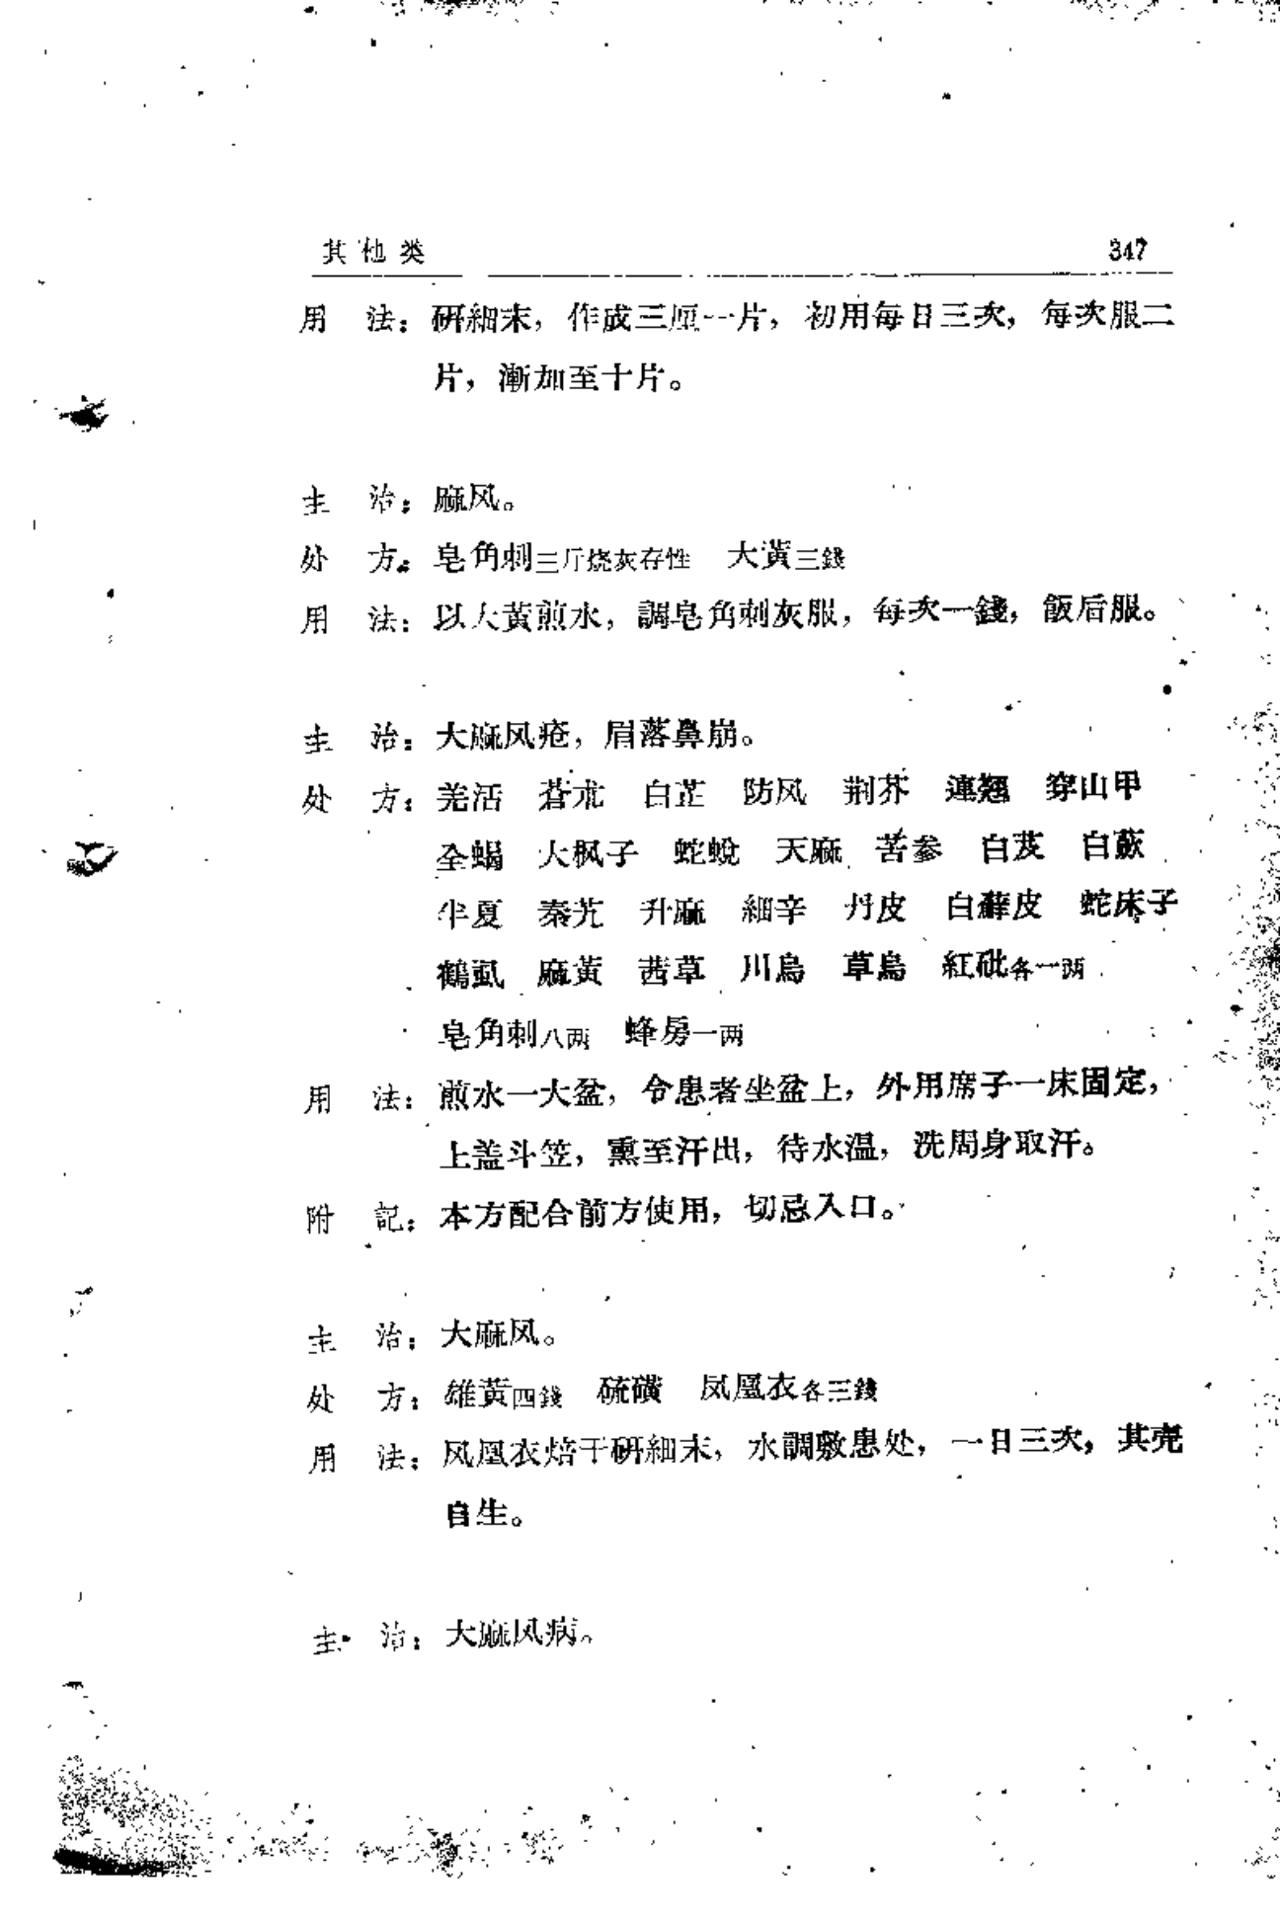 其他类 347
用 法：研細末，作成三厘一片，初用每日三次，每次服二
片，漸加至十片。
主 治：麻风。
处 方：皂角刺三斤烧灰存性 大黃三錢
用 法：以大黃煎水，調皂角刺灰服，每次一錢，飯后服。
主 治：大麻风疮，眉落鼻崩。
处 方：羌活 蒼朮 白芷 防风 荆芥 連翘 穿山甲
全蝎 大枫子 蛇蛻 天麻 苦参 白芨 白蔹
半夏 秦艽 升麻 細辛 丹皮 白蘚皮 蛇床子
鶴虱 麻黃 茜草 川烏 草烏 紅砒各一两
皂角刺八两 蜂房一两
用 法：煎水一大盆，令患者坐盆上，外用席子一床固定，
上盖斗笠，熏至汗出，待水温，洗周身取汗。
附 記：本方配合前方使用，切忌入口。
主 治：大麻风。
处 方：雄黃四錢 硫磺 凤凰衣各三錢
用 法：凤凰衣焙干研細末，水調敷患处，一日三次，其壳
自生。
主 治：大麻风病。